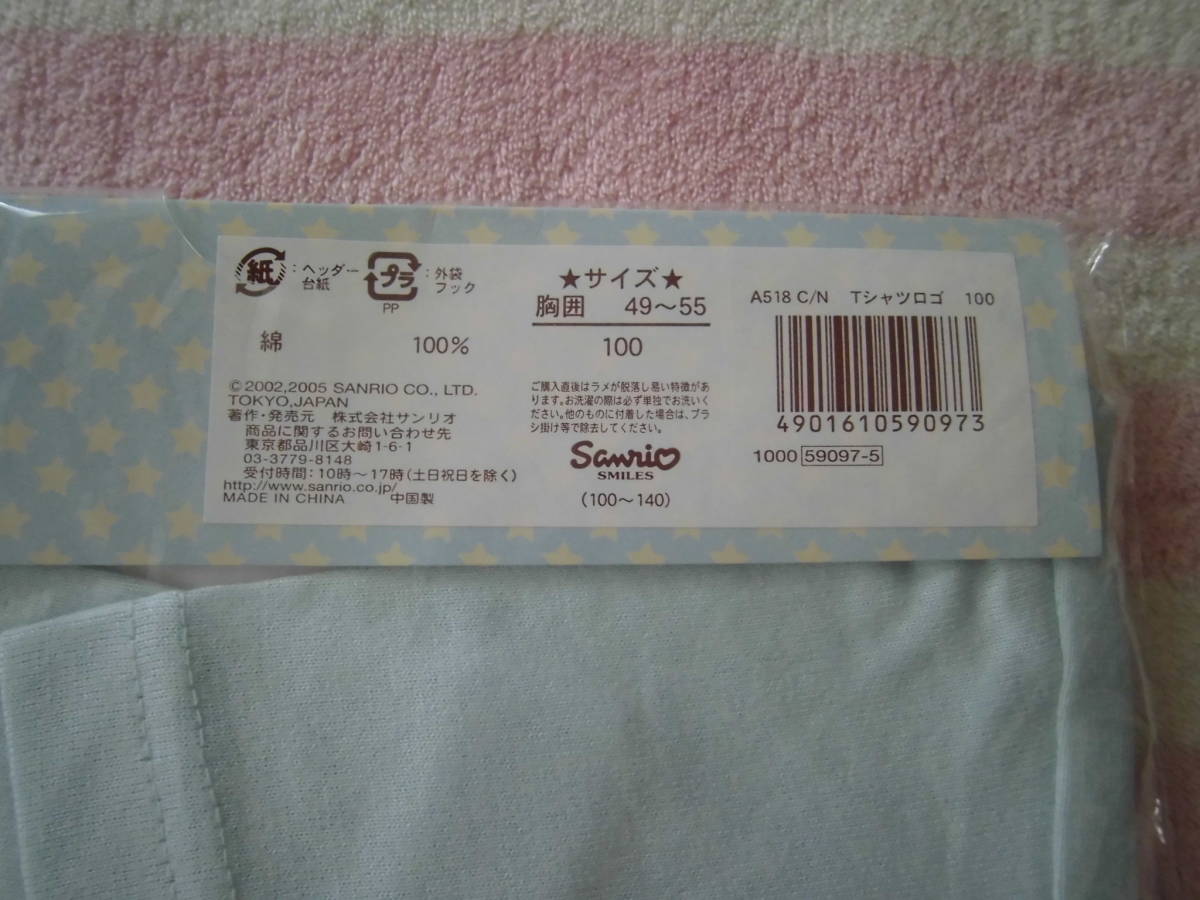 紙 :ヘッダー
台紙
プラ :外袋
フック
PP
綿 100%
©2002,2005 SANRIO CO., LTD.
TOKYO,JAPAN
著作・発売元 株式会社サンリオ
商品に関するお問い合わせ先
東京都品川区大崎1-6-1
03-3779-8148
受付時間:10時〜17時(土日祝日を除く)
http://www.sanrio.co.jp/
MADE IN CHINA 中国製
★サイズ★
胸囲 49〜55
100
ご購入直後はラメが脱落し易い特徴があ
ります。お洗濯の際は必ず単独でお洗いく
ださい。他のものに付着した場合は、ブラ
シ掛け等で除去してください。
Sanrio
SMILES
(100〜140)
A518 C/N Tシャツロゴ 100
4901610590973
1000 59097-5